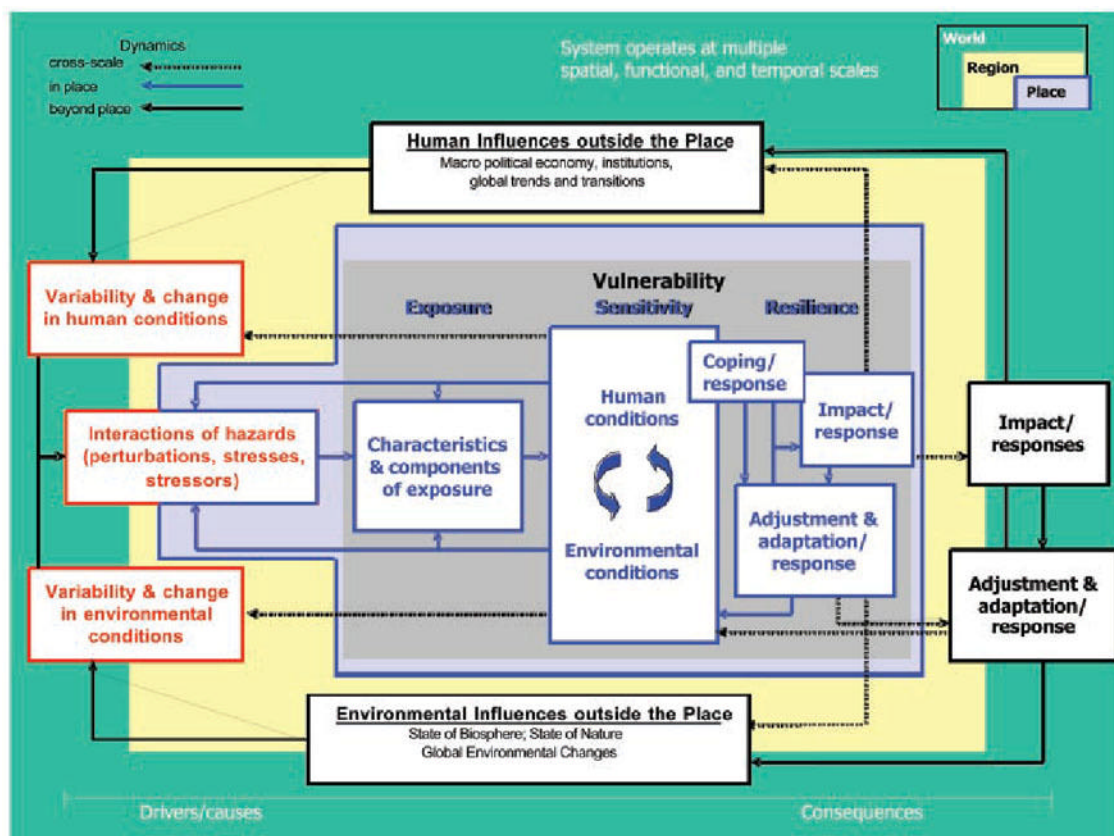 Dynamics
cross-scale
in place
beyond place
System operates at multiple
spatial, functional, and temporal scales
World
Region
Place
Human Influences outside the Place
Macro political economy, institutions,
global trends and transitions
Variability & change
in human conditions
Vulnerability
Exposure
Sensitivity
Resilience
Coping/
response
Human
conditions
Impact/
response
Impact/
responses
Interactions of hazards
(perturbations, stresses,
stressors)
Characteristics
& components
of exposure
Adjustment &
adaptation/
response
Environmental
conditions
Variability & change
in environmental
conditions
Adjustment &
adaptation/
response
Environmental Influences outside the Place
State of Biosphere; State of Nature
Global Environmental Changes
Drivers/causes
Consequences